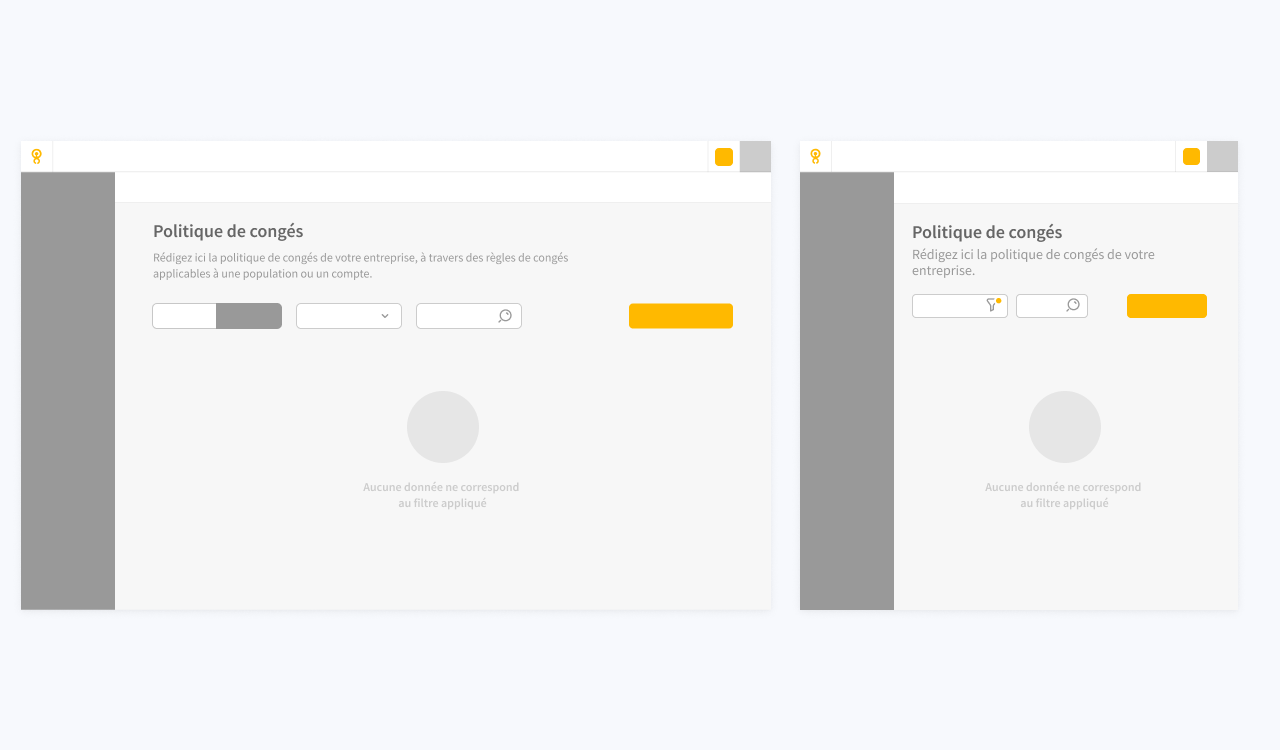 Politique de congés
Rédigez ici la politique de congés de votre entreprise, à travers des règles de congés
applicables à une population ou un compte.
Aucune donnée ne correspond
au filtre appliqué
Politique de congés
Rédigez ici la politique de congés de votre
entreprise.
Aucune donnée ne correspond
au filtre appliqué